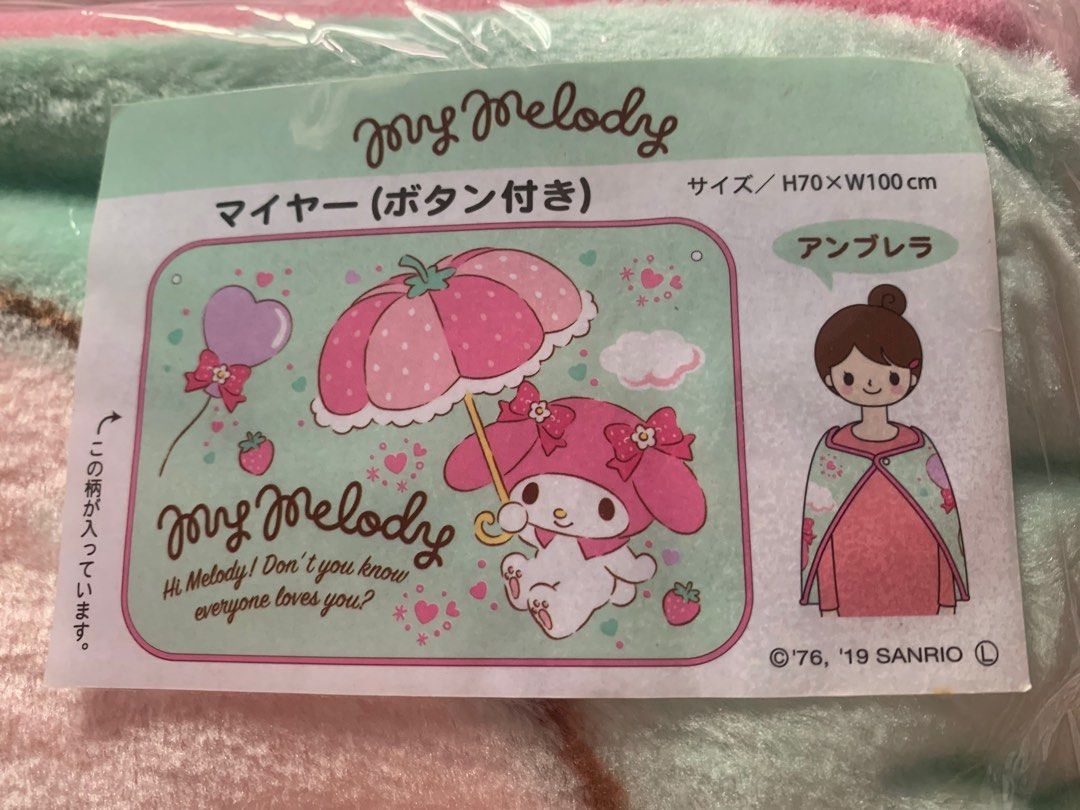 My Melody
マイヤー(ボタン付き)
サイズ／ H70×W100cm
アンブレラ
この柄が入っています。
My Melody
Hi Melody! Don't you know
everyone loves you?
©'76, '19 SANRIO Ⓛ